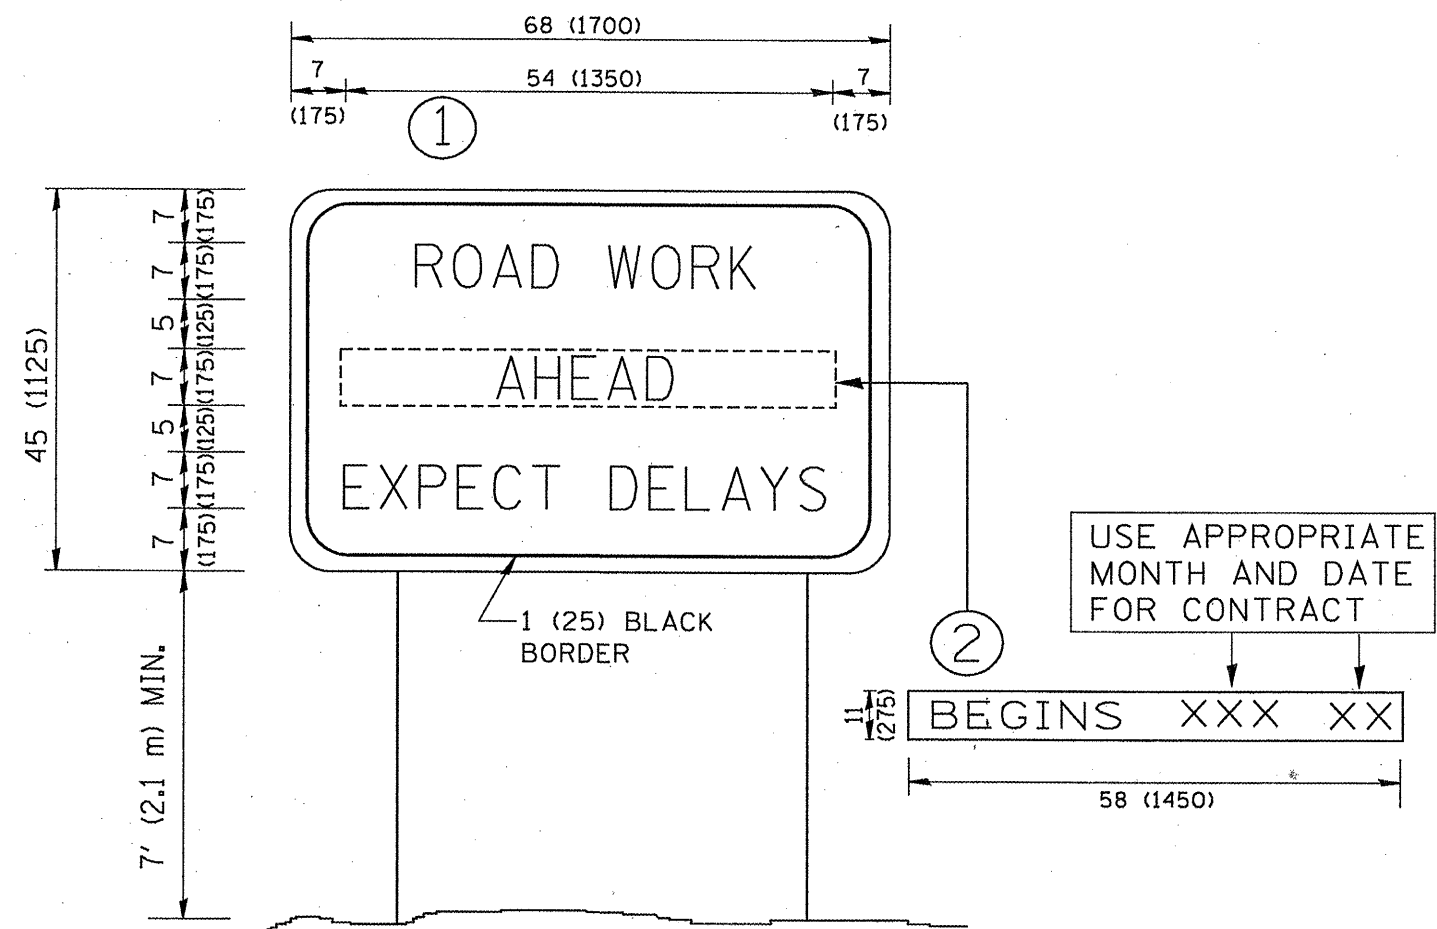 68 (1700)
7
54 (1350)
7
(175)
(175)
1
45 (1125)
7
(175)
7
(175)
5
(125)
7
(175)
5
(125)
7
(175)
7
(175)
ROAD WORK
AHEAD
EXPECT DELAYS
1 (25) BLACK
BORDER
7' (2.1 m) MIN.
USE APPROPRIATE
MONTH AND DATE
FOR CONTRACT
2
11
(275)
BEGINS XXX XX
58 (1450)